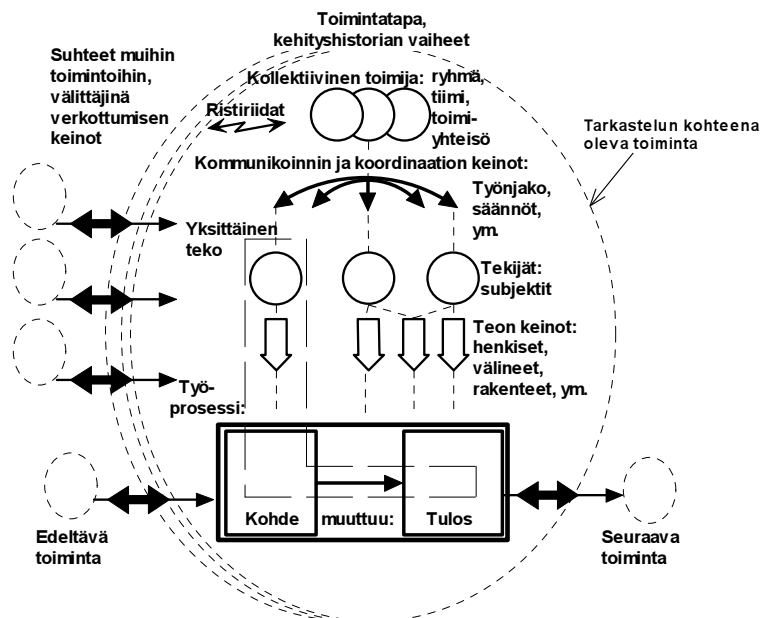 Toimintatapa,
kehityshistorian vaiheet
Suhteet muihin
toimintoihin,
välittäjinä
verkottumisen
keinot
Kollektiivinen toimija:
ryhmä,
tiimi,
toimi-
yhteisö
Ristiriidat
Tarkastelun kohteena
oleva toiminta
Kommunikoinnin ja koordinaation keinot:
Työnjako,
säännöt,
ym.
Yksittäinen
teko
Tekijät:
subjektit
Teon keinot:
henkiset,
välineet,
rakenteet, ym.
Työ-
prosessi:
Kohde
muuttuu:
Tulos
Edeltävä
toiminta
Seuraava
toiminta